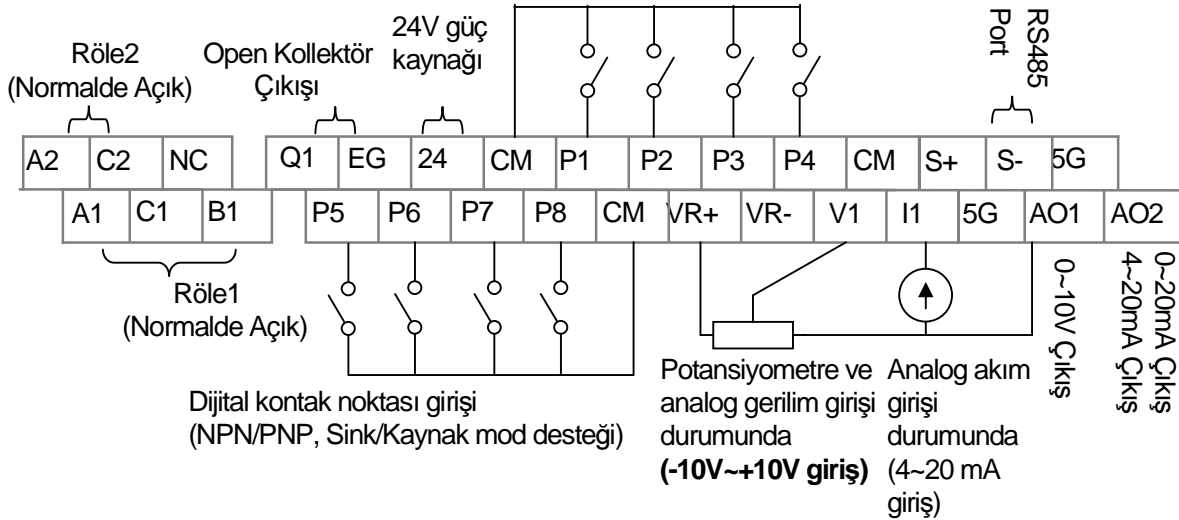 Röle2
(Normalde Açık)
Open Kollektör
Çıkışı
24V güç
kaynağı
RS485
Port
A2 C2 NC Q1 EG 24 CM P1 P2 P3 P4 CM S+ S- 5G
A1 C1 B1 P5 P6 P7 P8 CM VR+ VR- V1 I1 5G AO1 AO2
Röle1
(Normalde Açık)
Dijital kontak noktası girişi
(NPN/PNP, Sink/Kaynak mod desteği)
Potansiyometre ve
analog gerilim girişi
durumunda
(-10V~+10V giriş)
Analog akım
girişi
durumunda
(4~20 mA
giriş)
0~10V Çıkış
0~20mA Çıkış
4~20mA Çıkış